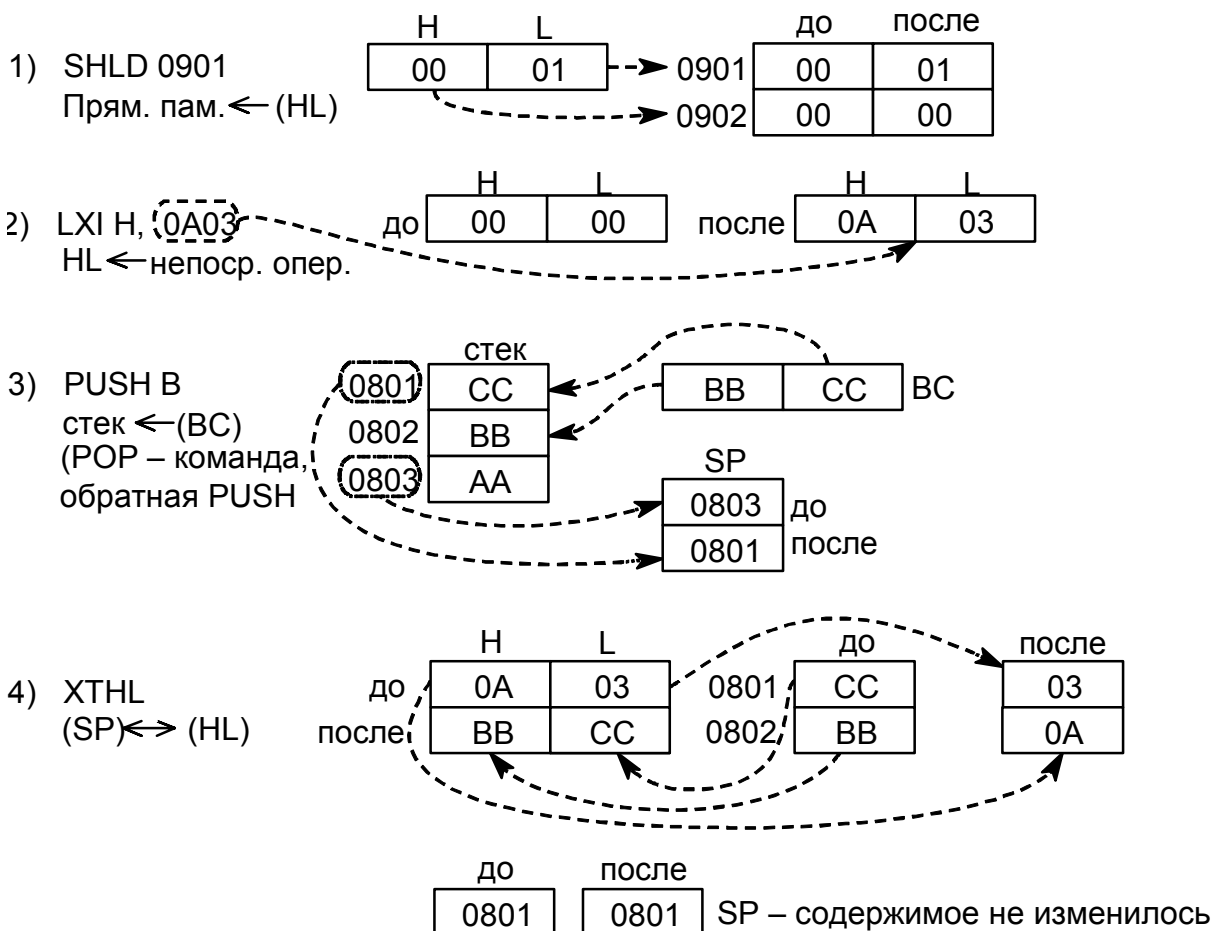 H L до после
1) SHLD 0901 00 01 0901 00 01
Прям. пам. (HL) 0902 00 00
H L H L
2) LXI H, 0A03 до 00 00 после 0A 03
HL непоср. опер.
стек
3) PUSH B 0801 CC BB CC BC
стек (BC) 0802 BB
(POP – команда, SP
обратная PUSH 0803 AA 0803 до
0801 после
H L до после
4) XTHL до 0A 03 0801 CC 03
(SP) (HL) после BB CC 0802 BB 0A
до после
0801 0801 SP – содержимое не изменилось